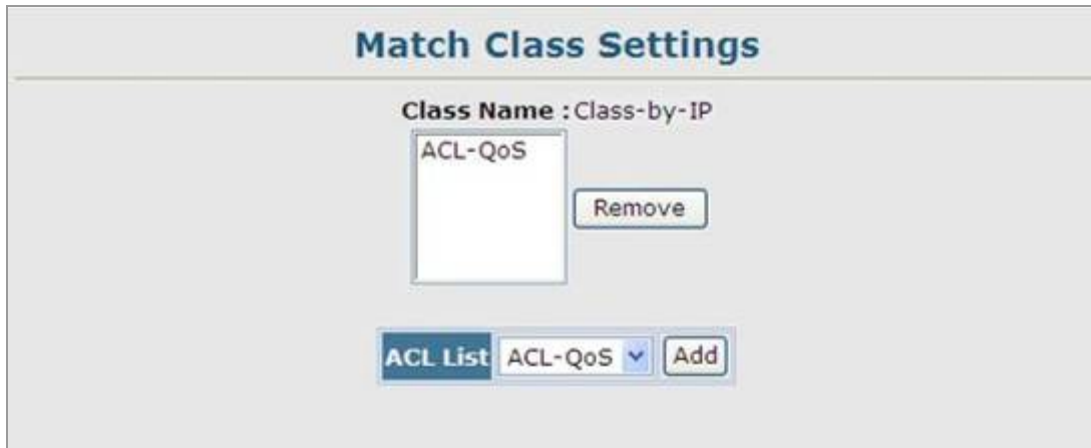 Match Class Settings
Class Name : Class-by-IP
ACL-QoS
Remove
ACL List ACL-QoS Add